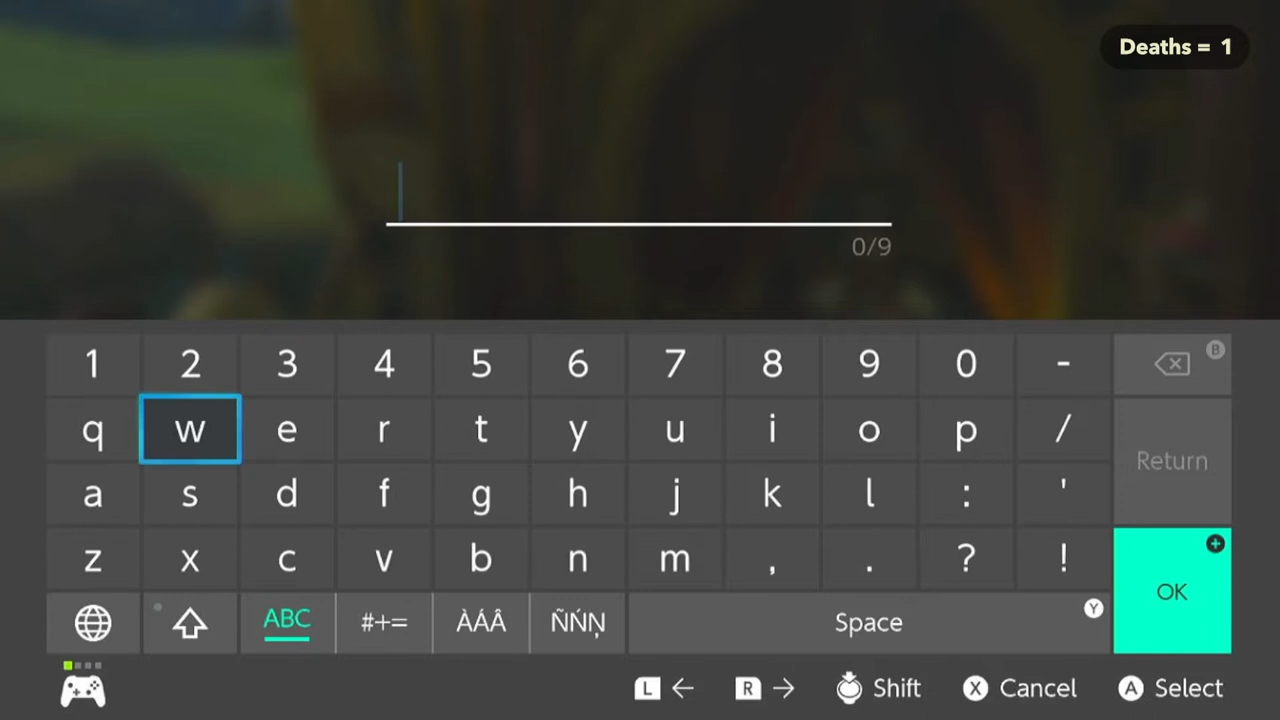 Deaths = 1
0/9
1 2 3 4 5 6 7 8 9 0 - B
q w e r t y u i o p / Return
a s d f g h j k l : '
z x c v b n m , . ? ! + OK
ABC #+= ÀÁÂ ÑŃŅ Space Y
L ← R → Shift X Cancel A Select